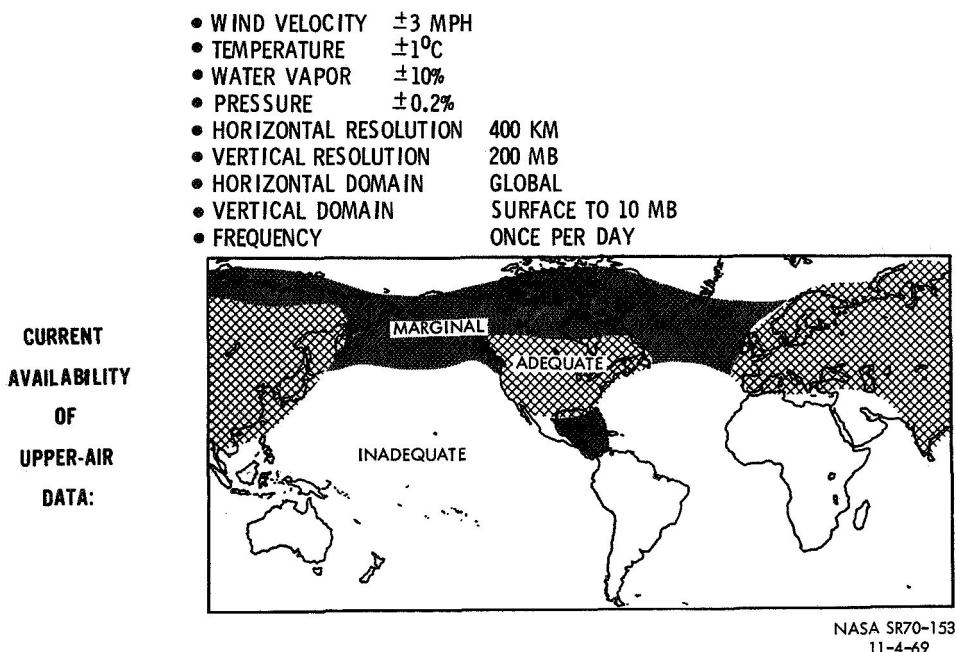 • WIND VELOCITY ±3 MPH
• TEMPERATURE ±1⁰C
• WATER VAPOR ±10%
• PRESSURE ±0.2%
• HORIZONTAL RESOLUTION 400 KM
• VERTICAL RESOLUTION 200 MB
• HORIZONTAL DOMAIN GLOBAL
• VERTICAL DOMAIN SURFACE TO 10 MB
• FREQUENCY ONCE PER DAY
CURRENT
AVAILABILITY
OF
UPPER-AIR
DATA:
MARGINAL
ADEQUATE
INADEQUATE
NASA SR70-153
11-4-69